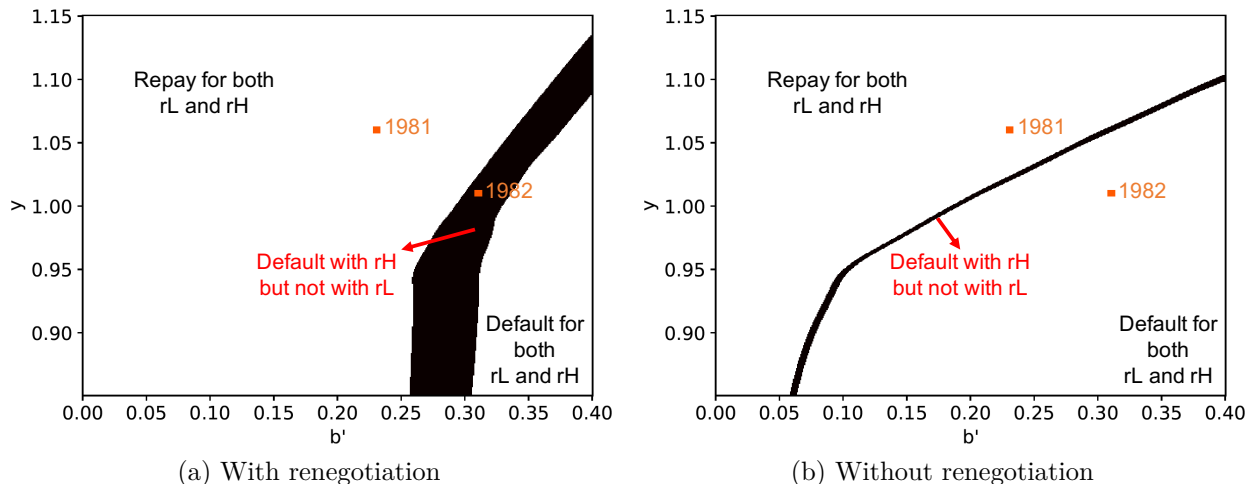 1.15
1.10
1.05
1.00
0.95
0.90
y
Repay for both
rL and rH
1981
1982
Default with rH
but not with rL
Default for
both
rL and rH
0.00 0.05 0.10 0.15 0.20 0.25 0.30 0.35 0.40
b'
(a) With renegotiation
1.15
1.10
1.05
1.00
0.95
0.90
y
Repay for both
rL and rH
1981
1982
Default with rH
but not with rL
Default for
both
rL and rH
0.00 0.05 0.10 0.15 0.20 0.25 0.30 0.35 0.40
b'
(b) Without renegotiation